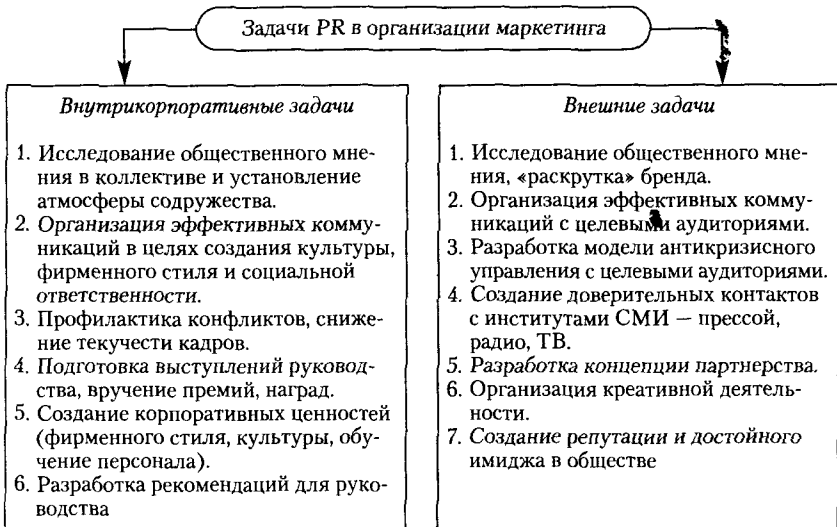 Задачи PR в организации маркетинга
Внутрикорпоративные задачи
1. Исследование общественного мне-
ния в коллективе и установление
атмосферы содружества.
2. Организация эффективных комму-
никаций в целях создания культуры,
фирменного стиля и социальной
ответственности.
3. Профилактика конфликтов, сниже-
ние текучести кадров.
4. Подготовка выступлений руковод-
ства, вручение премий, наград.
5. Создание корпоративных ценностей
(фирменного стиля, культуры, обу-
чение персонала).
6. Разработка рекомендаций для руко-
водства
Внешние задачи
1. Исследование общественного мне-
ния, «раскрутка» бренда.
2. Организация эффективных комму-
никаций с целевыми аудиториями.
3. Разработка модели антикризисного
управления с целевыми аудиториями.
4. Создание доверительных контактов
с институтами СМИ — прессой,
радио, ТВ.
5. Разработка концепции партнерства.
6. Организация креативной деятель-
ности.
7. Создание репутации и достойного
имиджа в обществе